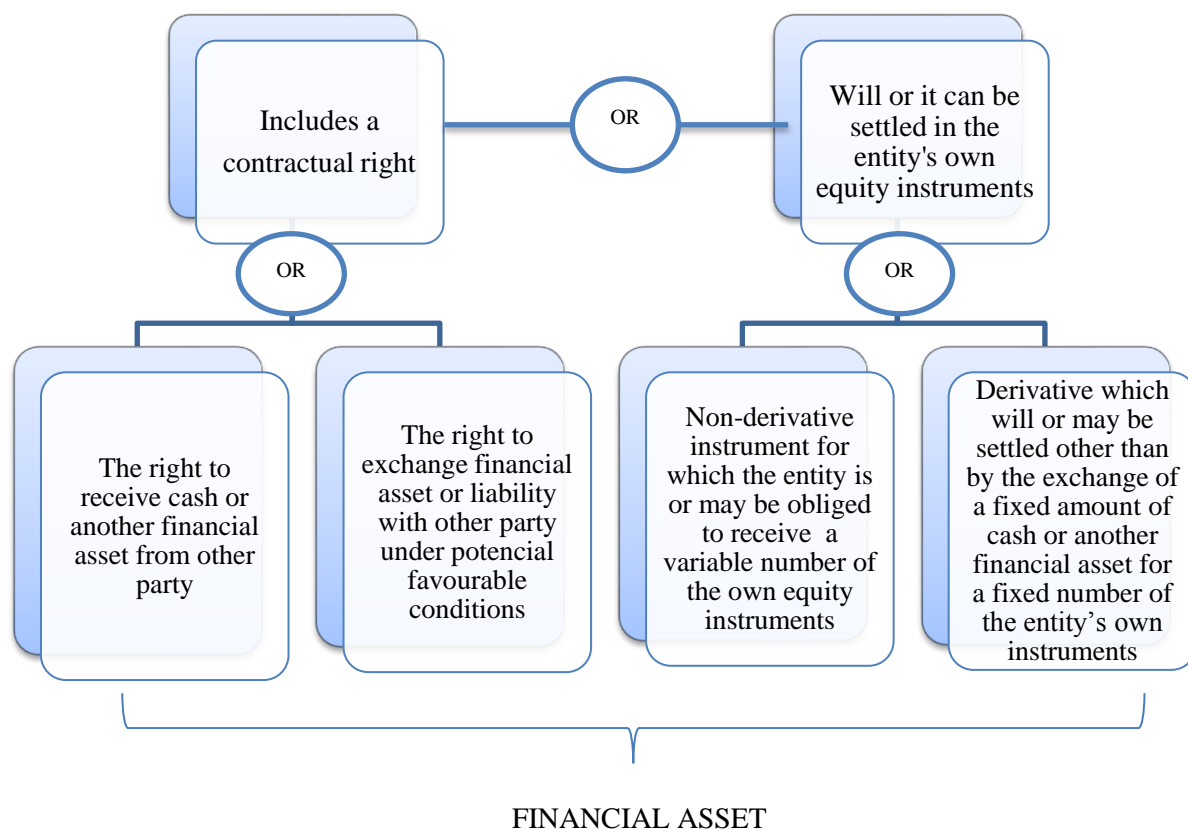 Includes a
contractual right
OR
Will or it can be
settled in the
entity's own
equity instruments
OR
OR
The right to
receive cash or
another financial
asset from other
party
The right to
exchange financial
asset or liability
with other party
under potencial
favourable
conditions
Non-derivative
instrument for
which the entity is
or may be obliged
to receive a
variable number of
the own equity
instruments
Derivative which
will or may be
settled other than
by the exchange of
a fixed amount of
cash or another
financial asset for
a fixed number of
the entity’s own
instruments
FINANCIAL ASSET